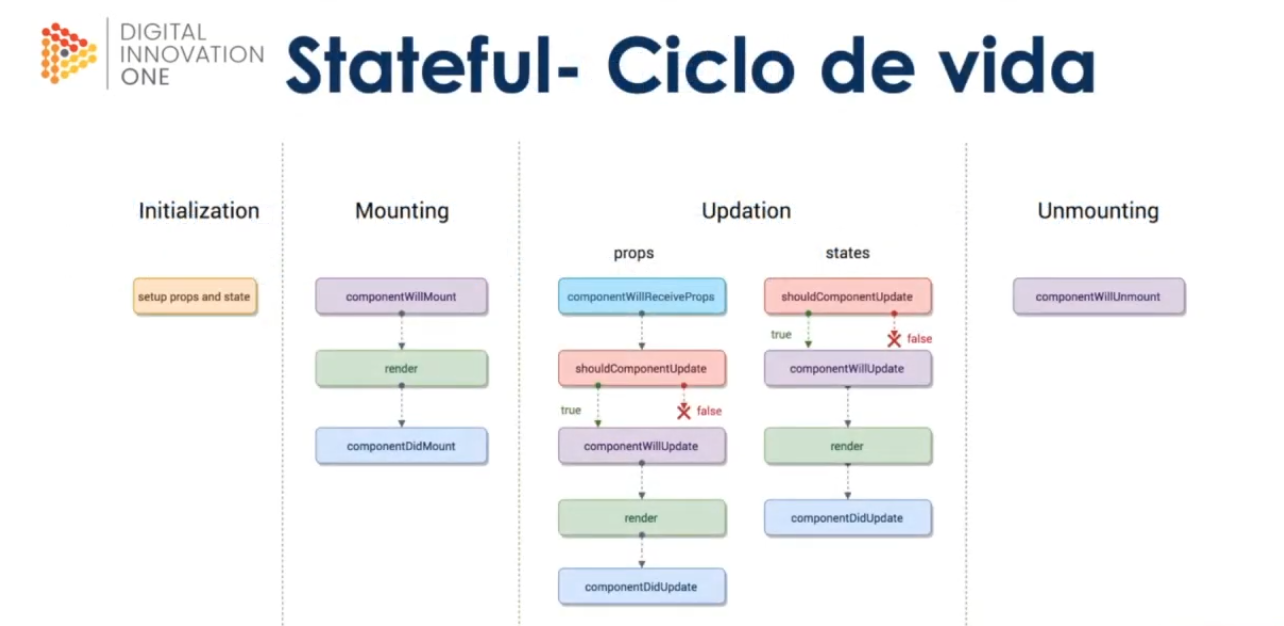 DIGITAL
INNOVATION
ONE
Stateful- Ciclo de vida
Initialization
setup props and state
Mounting
componentWillMount
render
componentDidMount
Updation
props
componentWillReceiveProps
shouldComponentUpdate
true
false
componentWillUpdate
render
componentDidUpdate
states
shouldComponentUpdate
true
false
componentWillUpdate
render
componentDidUpdate
Unmounting
componentWillUnmount